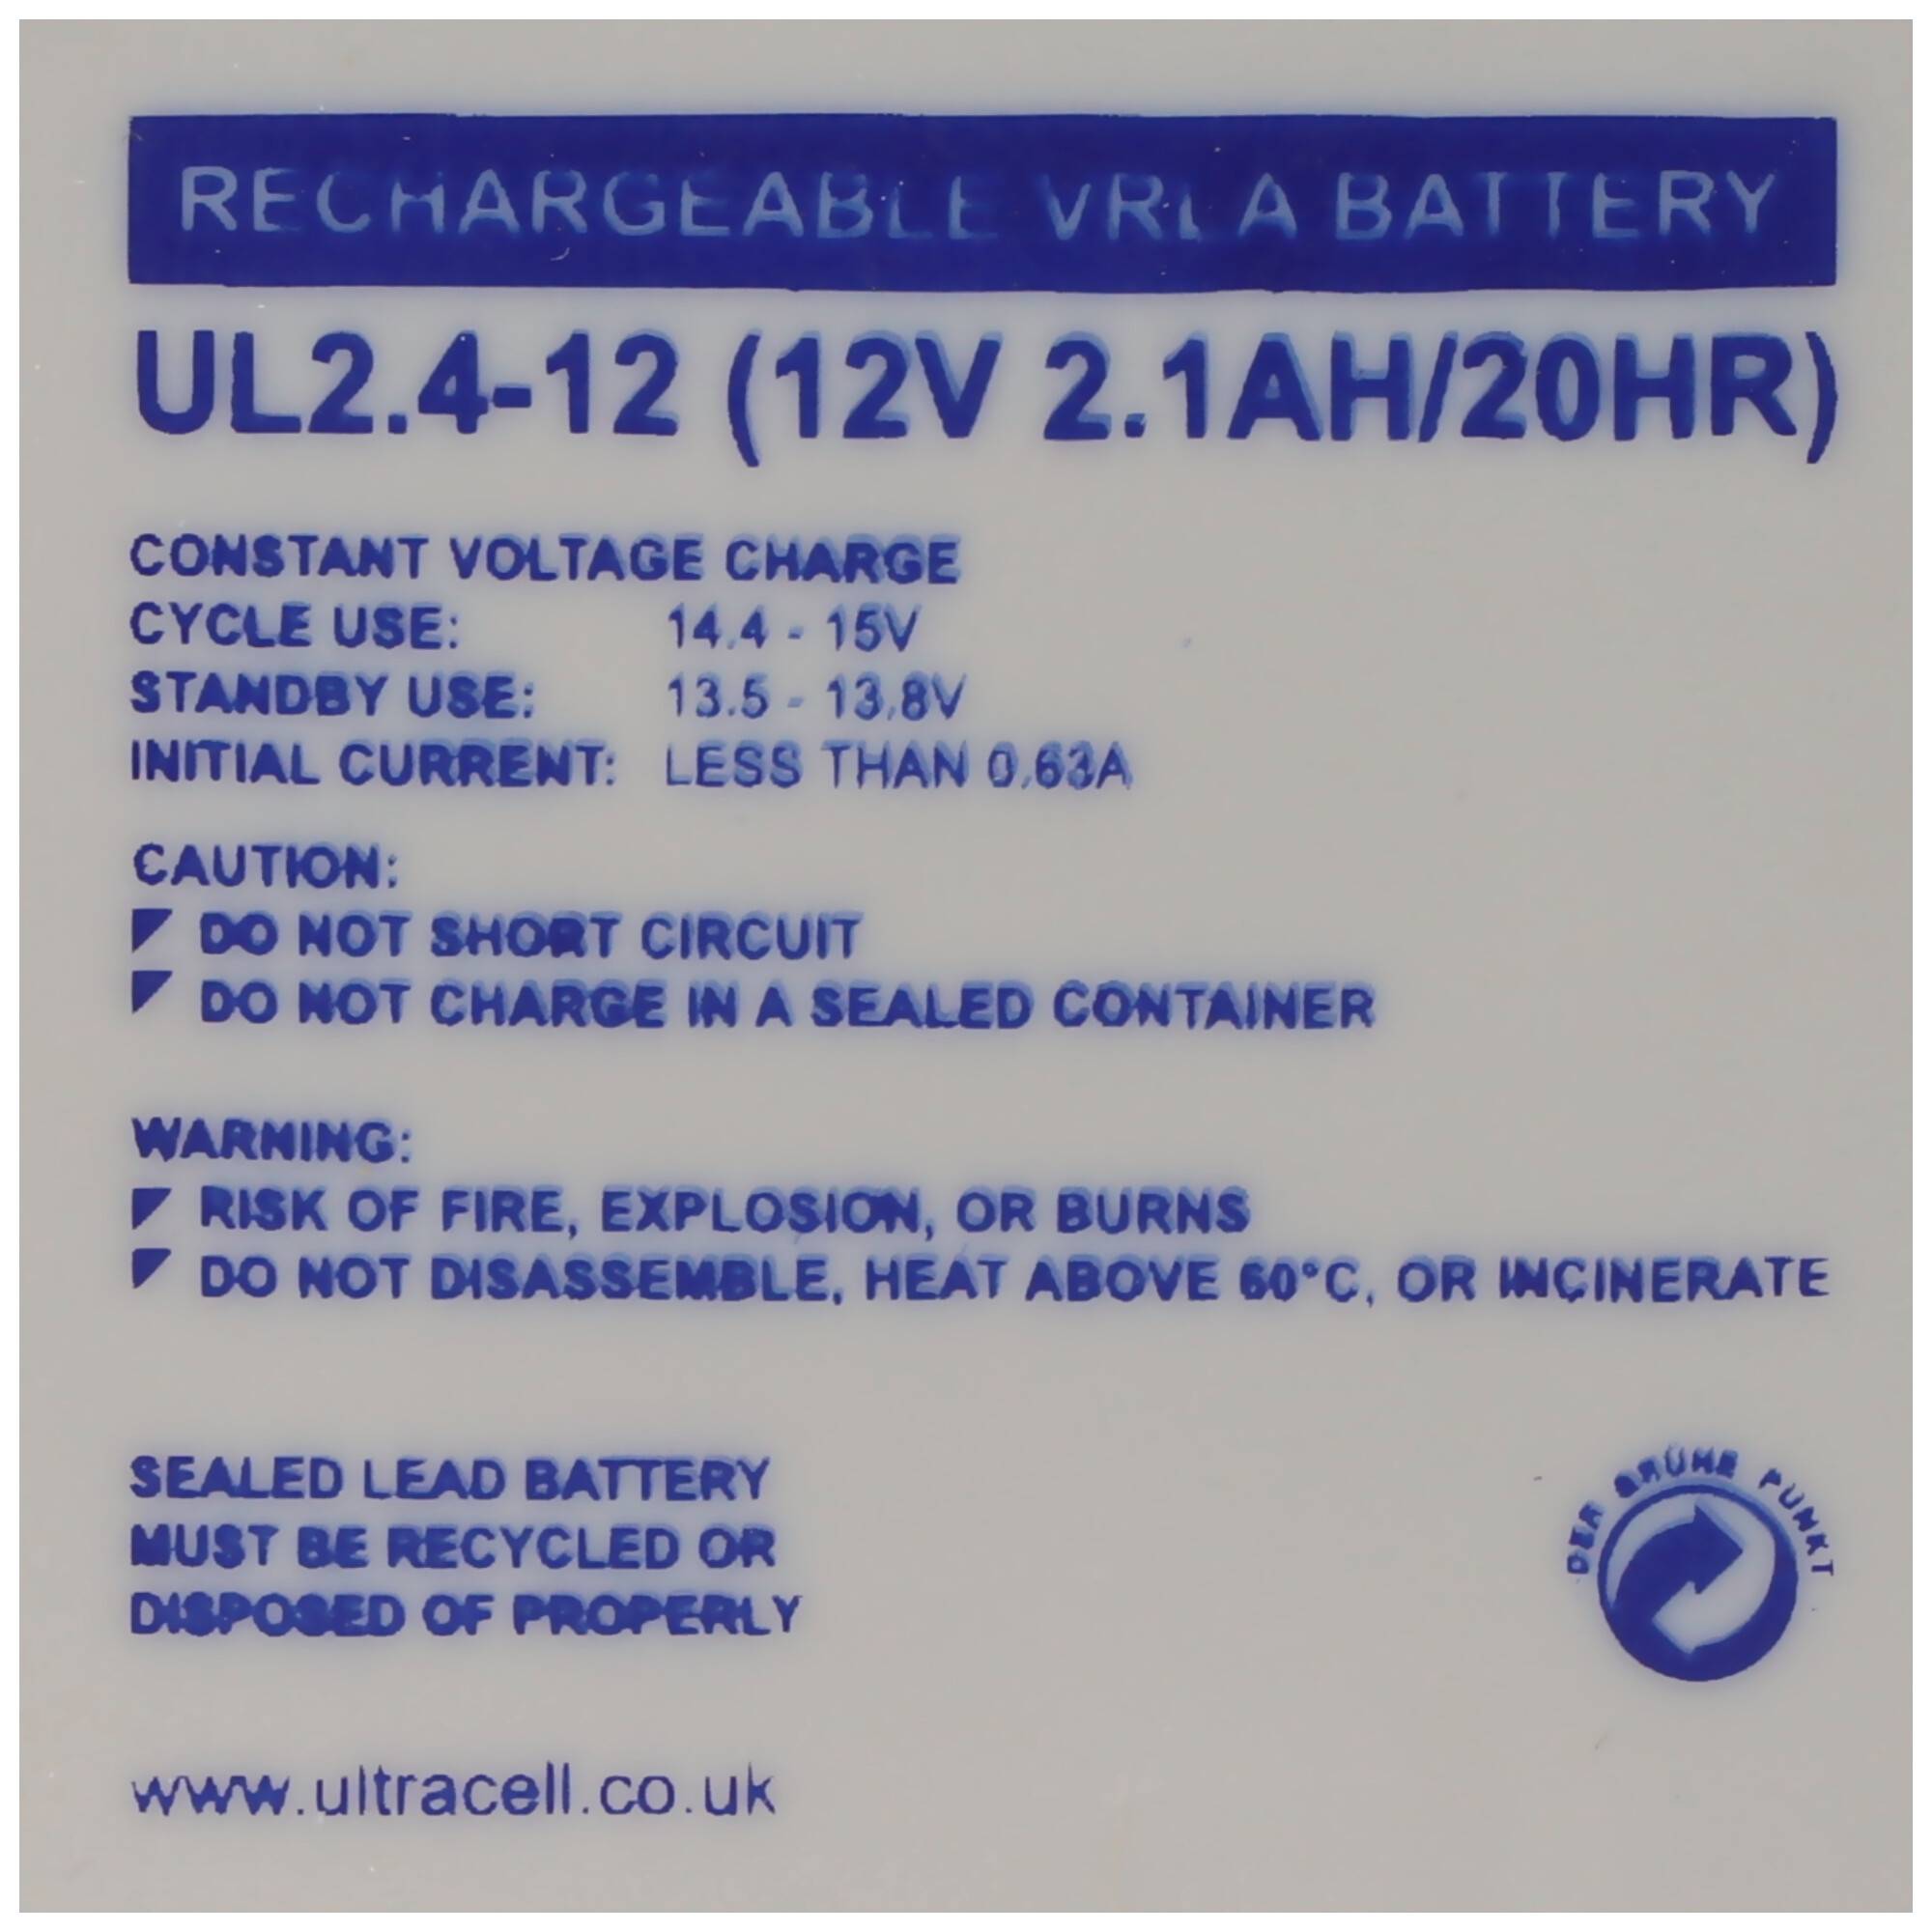 RECHARGEABLE VRLA BATTERY
UL2.4-12 (12V 2.1AH/20HR)
CONSTANT VOLTAGE CHARGE
CYCLE USE: 14.4 - 15V
STANDBY USE: 13.5 - 13.8V
INITIAL CURRENT: LESS THAN 0.63A
CAUTION:
DO NOT SHORT CIRCUIT
DO NOT CHARGE IN A SEALED CONTAINER
WARNING:
RISK OF FIRE, EXPLOSION, OR BURNS
DO NOT DISASSEMBLE, HEAT ABOVE 60°C, OR INCINERATE
SEALED LEAD BATTERY
MUST BE RECYCLED OR
DISPOSED OF PROPERLY
DER GRÜNE PUNKT
www.ultracell.co.uk